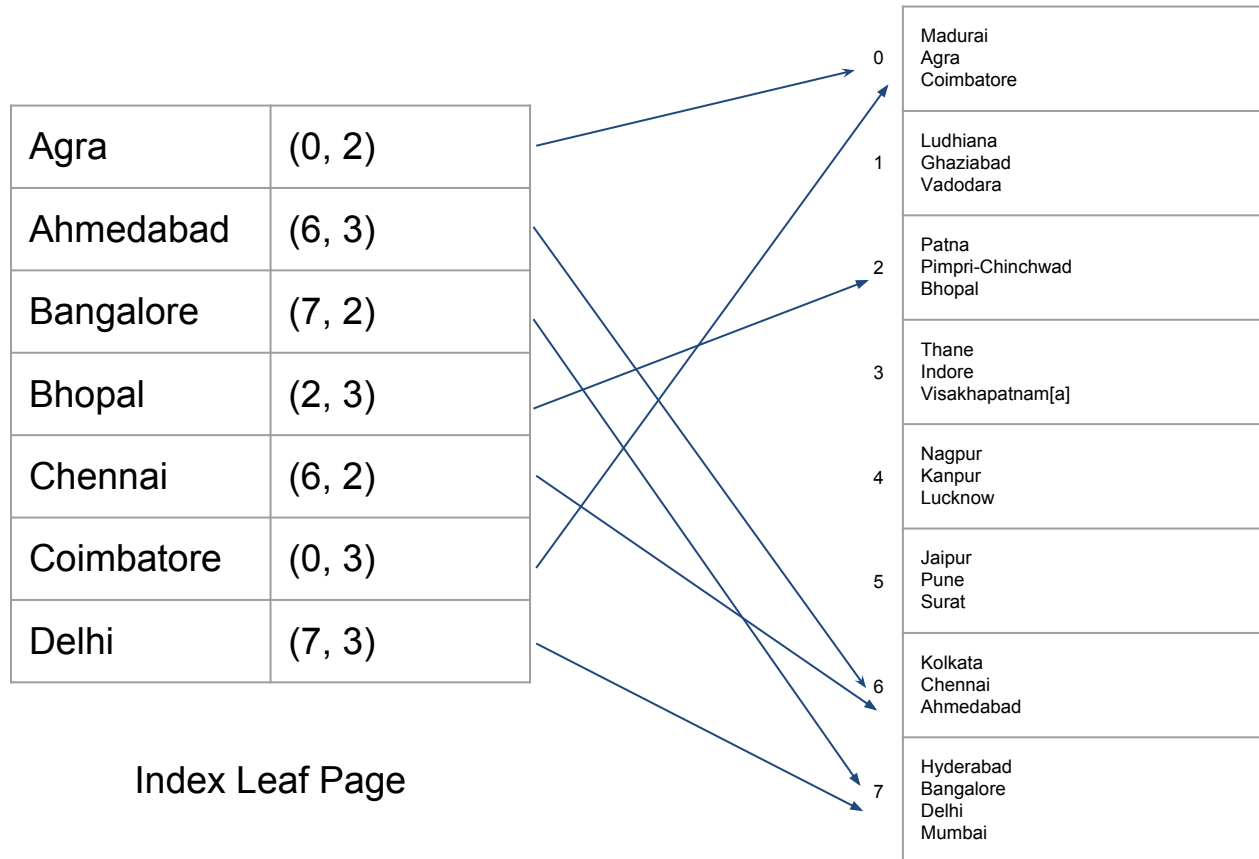 Agra (0, 2)
Ahmedabad (6, 3)
Bangalore (7, 2)
Bhopal (2, 3)
Chennai (6, 2)
Coimbatore (0, 3)
Delhi (7, 3)
Index Leaf Page
0
Madurai
Agra
Coimbatore
1
Ludhiana
Ghaziabad
Vadodara
2
Patna
Pimpri-Chinchwad
Bhopal
3
Thane
Indore
Visakhapatnam[a]
4
Nagpur
Kanpur
Lucknow
5
Jaipur
Pune
Surat
6
Kolkata
Chennai
Ahmedabad
7
Hyderabad
Bangalore
Delhi
Mumbai